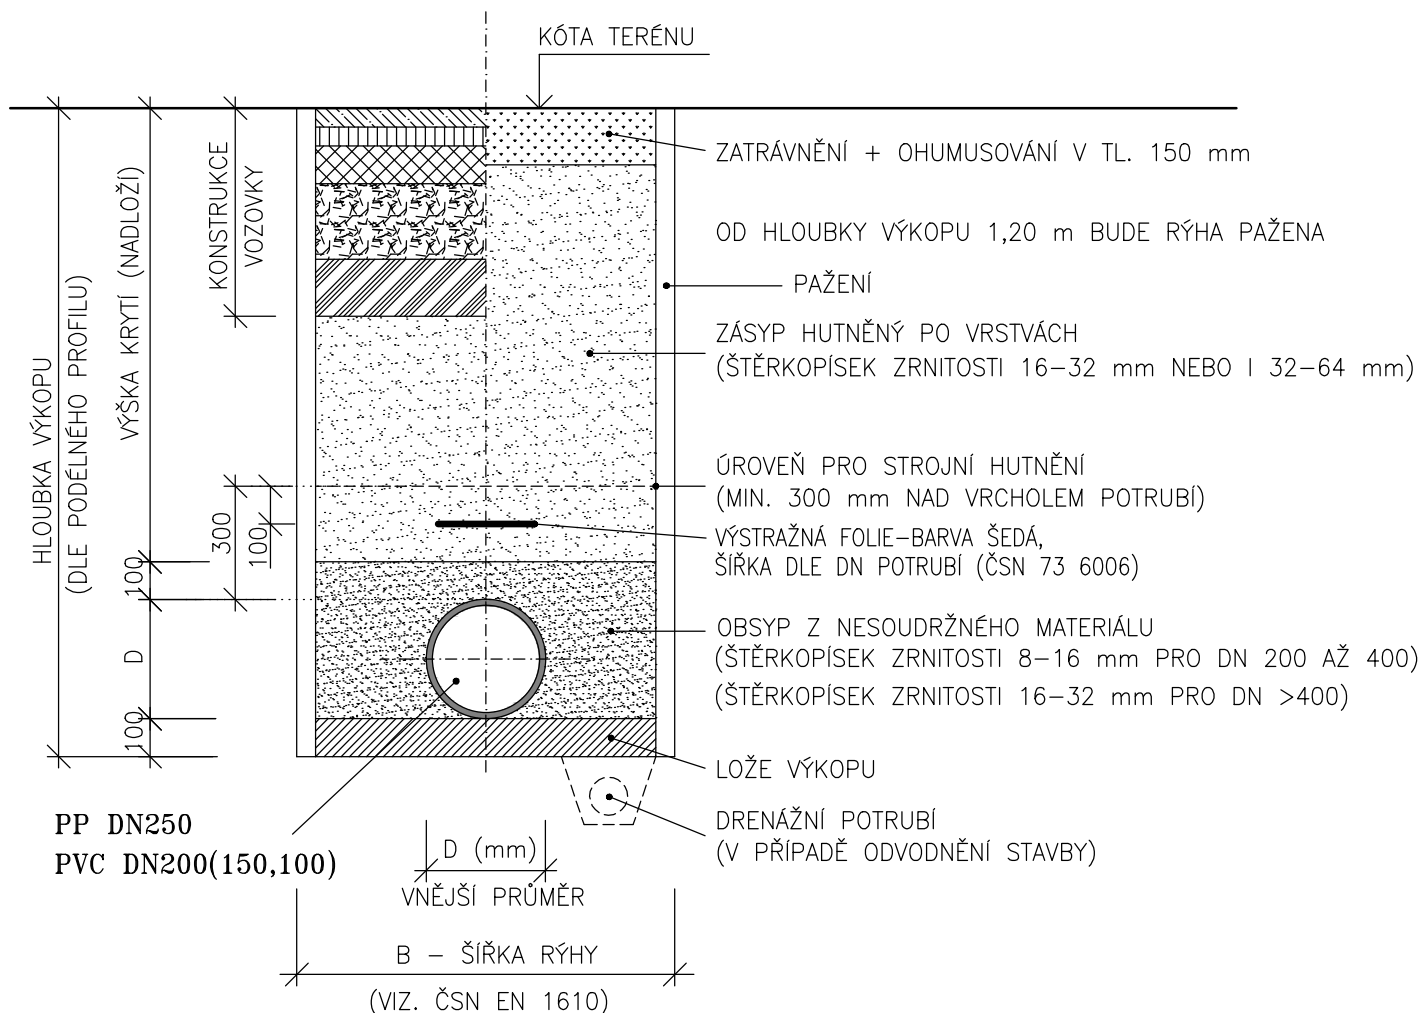 KÓTA TERÉNU
ZATRÁVNĚNÍ + OHUMUSOVÁNÍ V TL. 150 mm
OD HLOUBKY VÝKOPU 1,20 m BUDE RÝHA PAŽENA
PAŽENÍ
ZÁSYP HUTNĚNÝ PO VRSTVÁCH
(ŠTĚRKOPÍSEK ZRNITOSTI 16-32 mm NEBO I 32-64 mm)
ÚROVEŇ PRO STROJNÍ HUTNĚNÍ
(MIN. 300 mm NAD VRCHOLEM POTRUBÍ)
VÝSTRAŽNÁ FOLIE-BARVA ŠEDÁ,
ŠÍŘKA DLE DN POTRUBÍ (ČSN 73 6006)
OBSYP Z NESOUDRŽNÉHO MATERIÁLU
(ŠTĚRKOPÍSEK ZRNITOSTI 8-16 mm PRO DN 200 AŽ 400)
(ŠTĚRKOPÍSEK ZRNITOSTI 16-32 mm PRO DN >400)
LOŽE VÝKOPU
DRENÁŽNÍ POTRUBÍ
(V PŘÍPADĚ ODVODNĚNÍ STAVBY)
HLOUBKA VÝKOPU
(DLE PODÉLNÉHO PROFILU)
VÝŠKA KRYTÍ (NADLOŽÍ)
KONSTRUKCE
VOZOVKY
300
100
100
D
100
PP DN250
PVC DN200(150,100)
D (mm)
VNĚJŠÍ PRŮMĚR
B - ŠÍŘKA RÝHY
(VIZ. ČSN EN 1610)